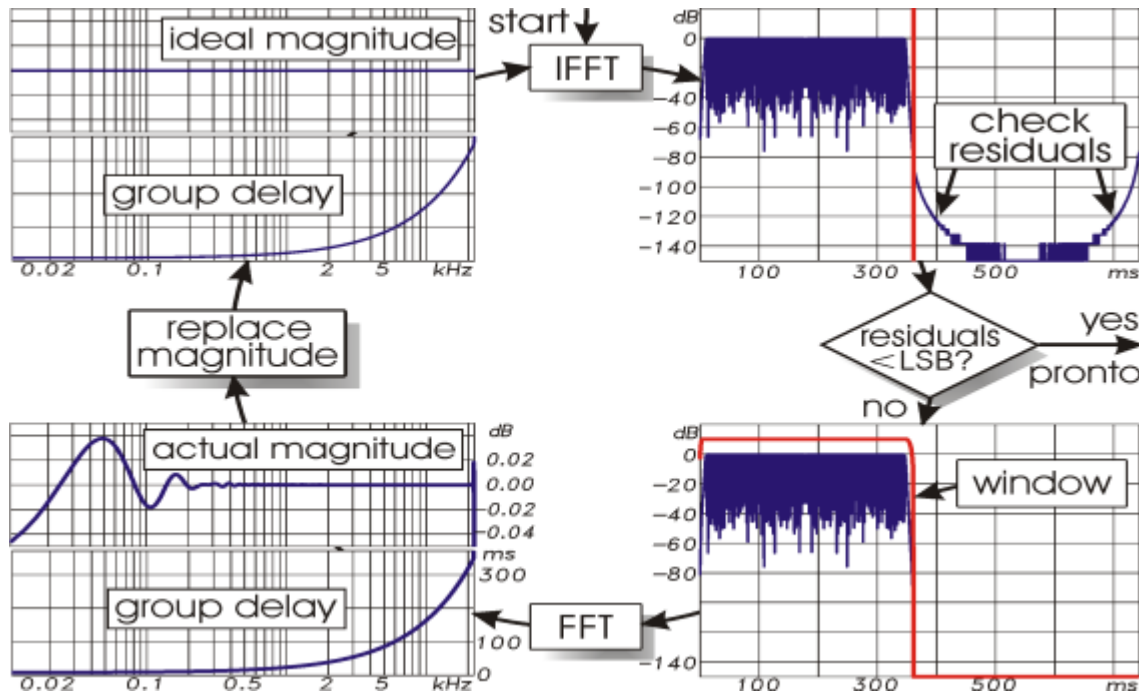 ideal magnitude
group delay
0.02 0.1 2 5 kHz
start
IFFT
dB
0
-40
-60
-80
-100
-120
-140
100 300 500 ms
check
residuals
replace
magnitude
residuals
<LSB?
yes
pronto
no
actual magnitude
dB
0.02
0.00
-0.02
-0.04
group delay
ms
300
100
0
0.02 0.1 0.5 2 5 kHz
FFT
dB
0
-20
-40
-60
-80
-140
100 300 500 ms
window